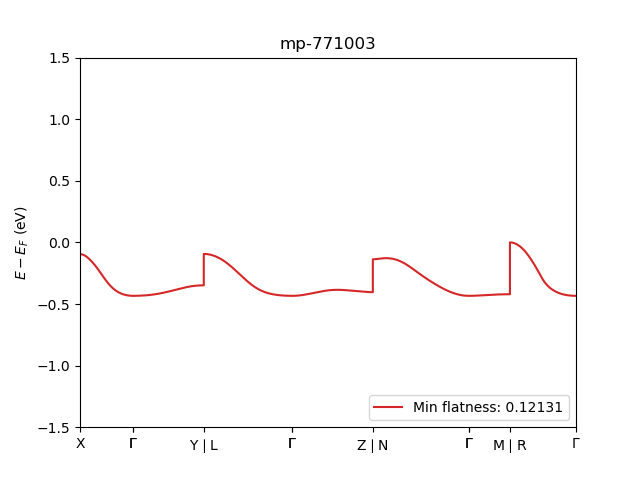 mp-771003
1.5
1.0
0.5
0.0
−0.5
−1.0
−1.5
E − E_F (eV)
Min flatness: 0.12131
X Γ Y | L Γ Z | N Γ M | R Γ